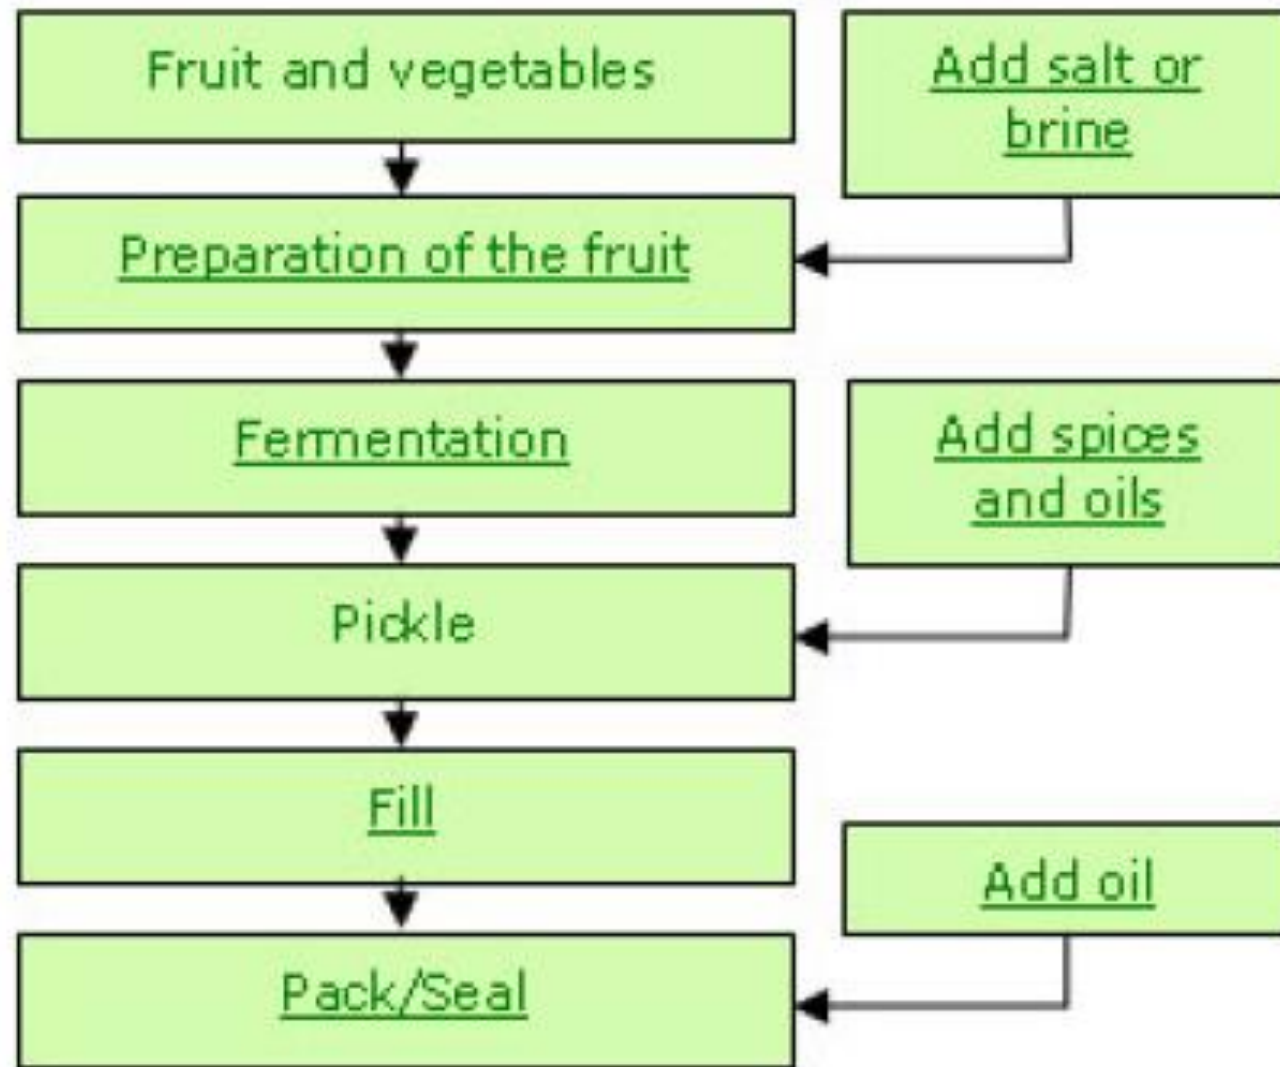 Fruit and vegetables
Add salt or
brine
Preparation of the fruit
Fermentation
Add spices
and oils
Pickle
Fill
Add oil
Pack/Seal